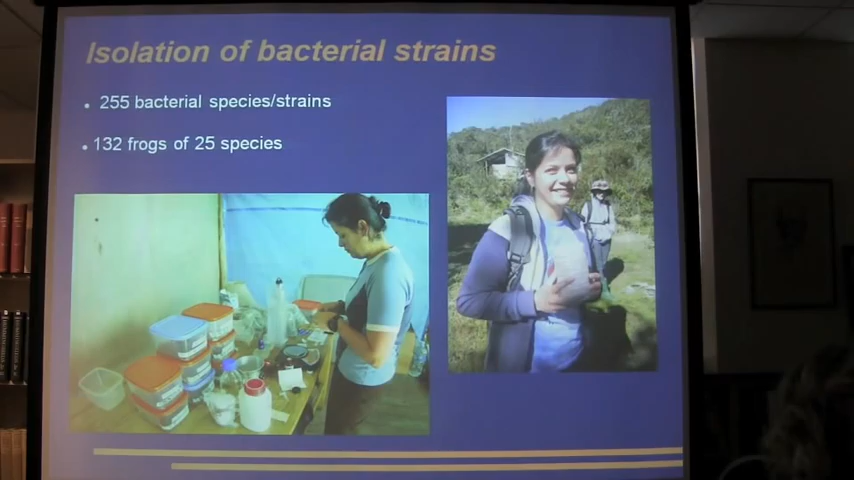 Isolation of bacterial strains
• 255 bacterial species/strains
• 132 frogs of 25 species